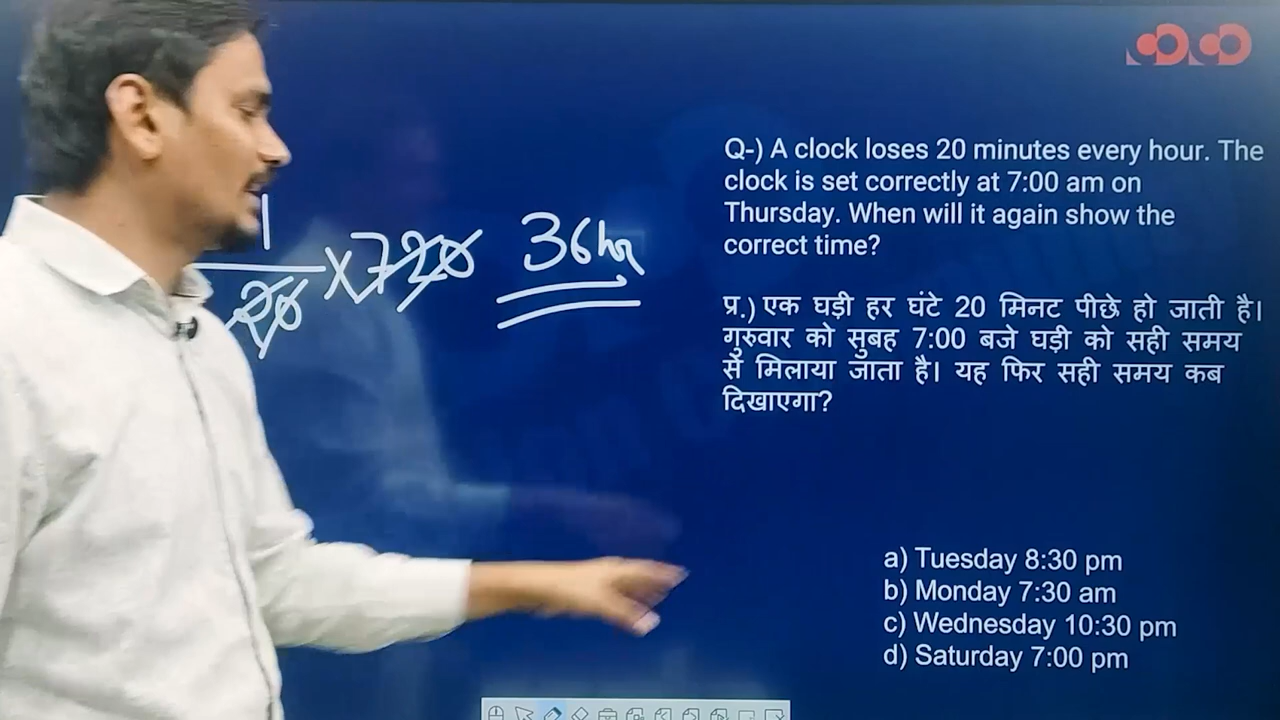 Q-) A clock loses 20 minutes every hour. The
clock is set correctly at 7:00 am on
Thursday. When will it again show the
correct time?
प्र.) एक घड़ी हर घंटे 20 मिनट पीछे हो जाती है।
गुरुवार को सुबह 7:00 बजे घड़ी को सही समय
से मिलाया जाता है। यह फिर सही समय कब
दिखाएगा?
1
20 x 720 36hr
a) Tuesday 8:30 pm
b) Monday 7:30 am
c) Wednesday 10:30 pm
d) Saturday 7:00 pm